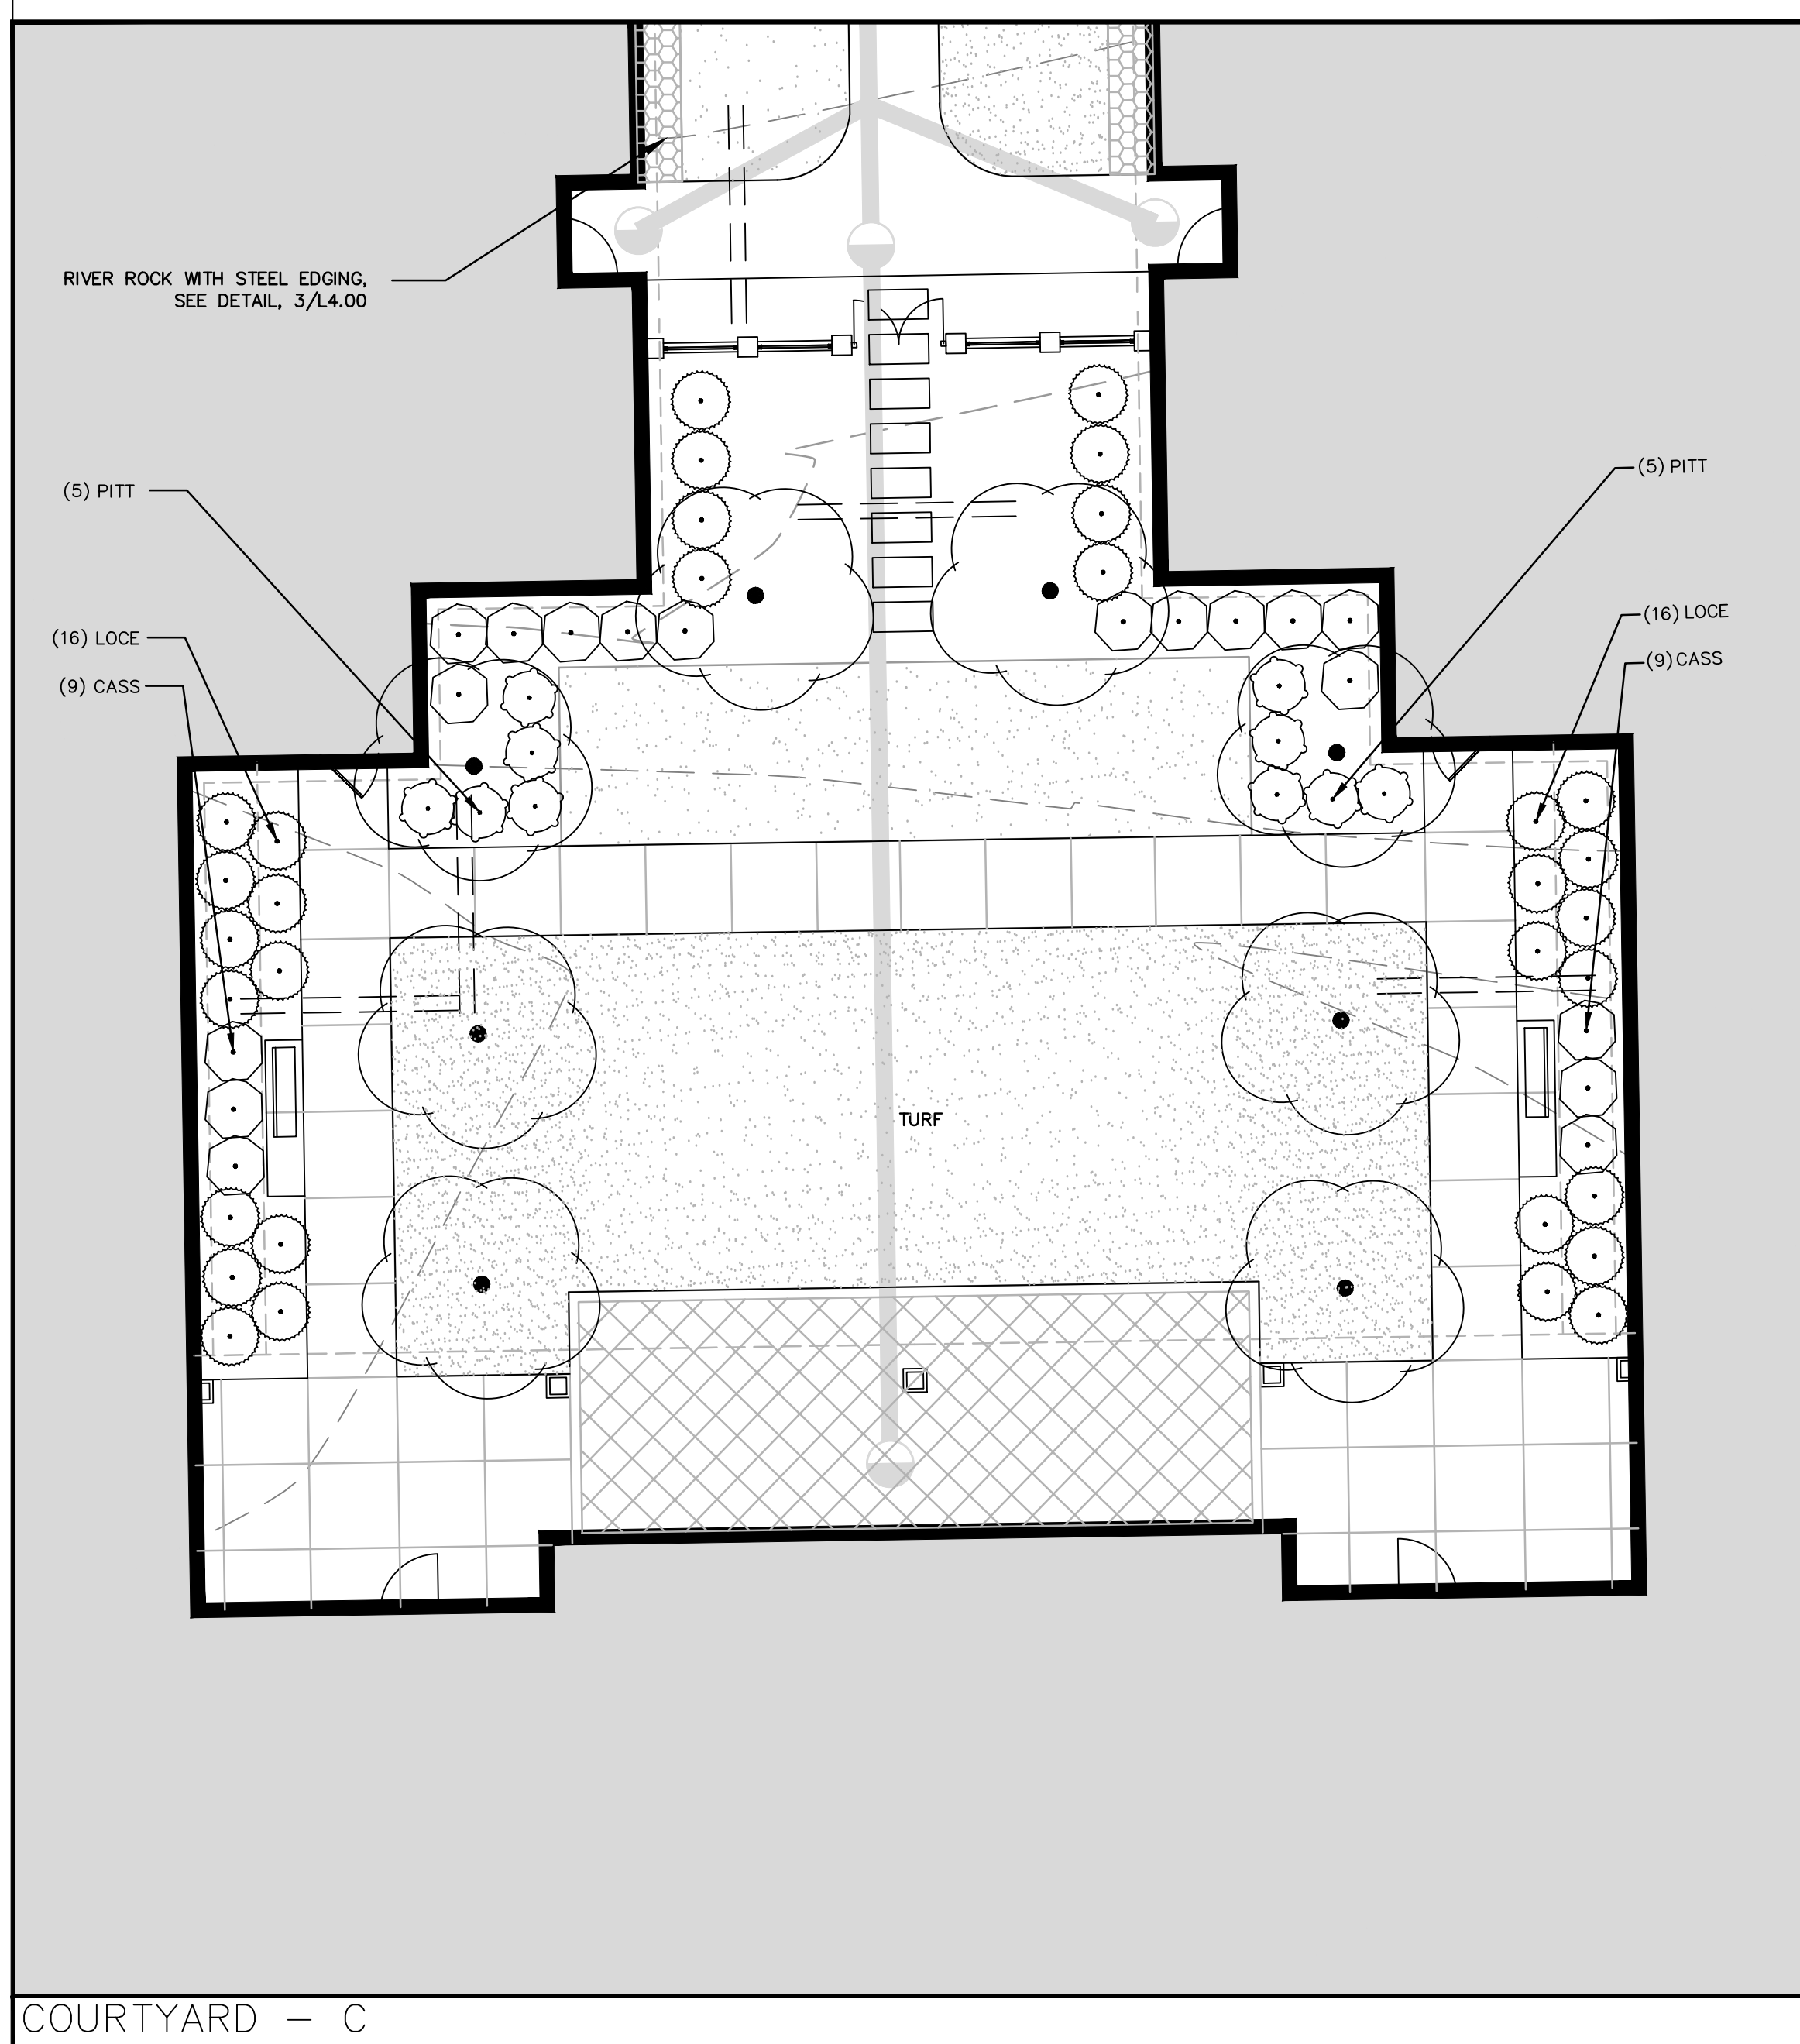 RIVER ROCK WITH STEEL EDGING,
SEE DETAIL, 3/L4.00
(5) PITT
(5) PITT
(16) LOCE
(9) CASS
(16) LOCE
(9) CASS
TURF
COURTYARD - C